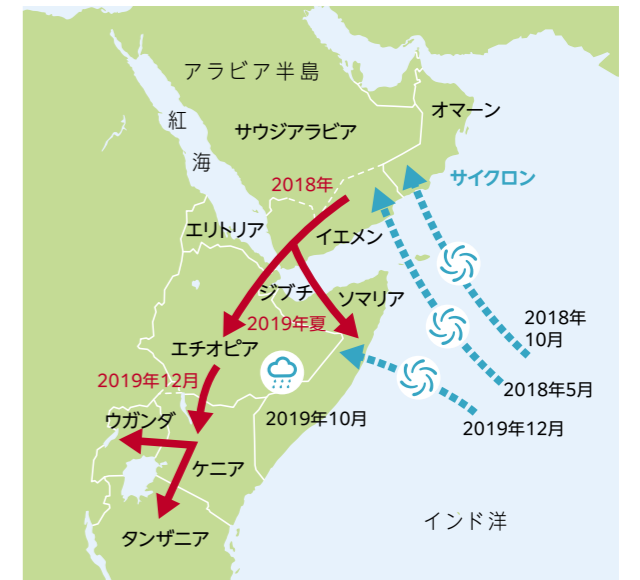 アラビア半島
オマーン
紅
海
サウジアラビア
サイクロン
2018年
エリトリア
イエメン
ジブチ
ソマリア
2019年夏
エチオピア
2018年
10月
2019年12月
2018年5月
ウガンダ
2019年10月
2019年12月
ケニア
インド洋
タンザニア